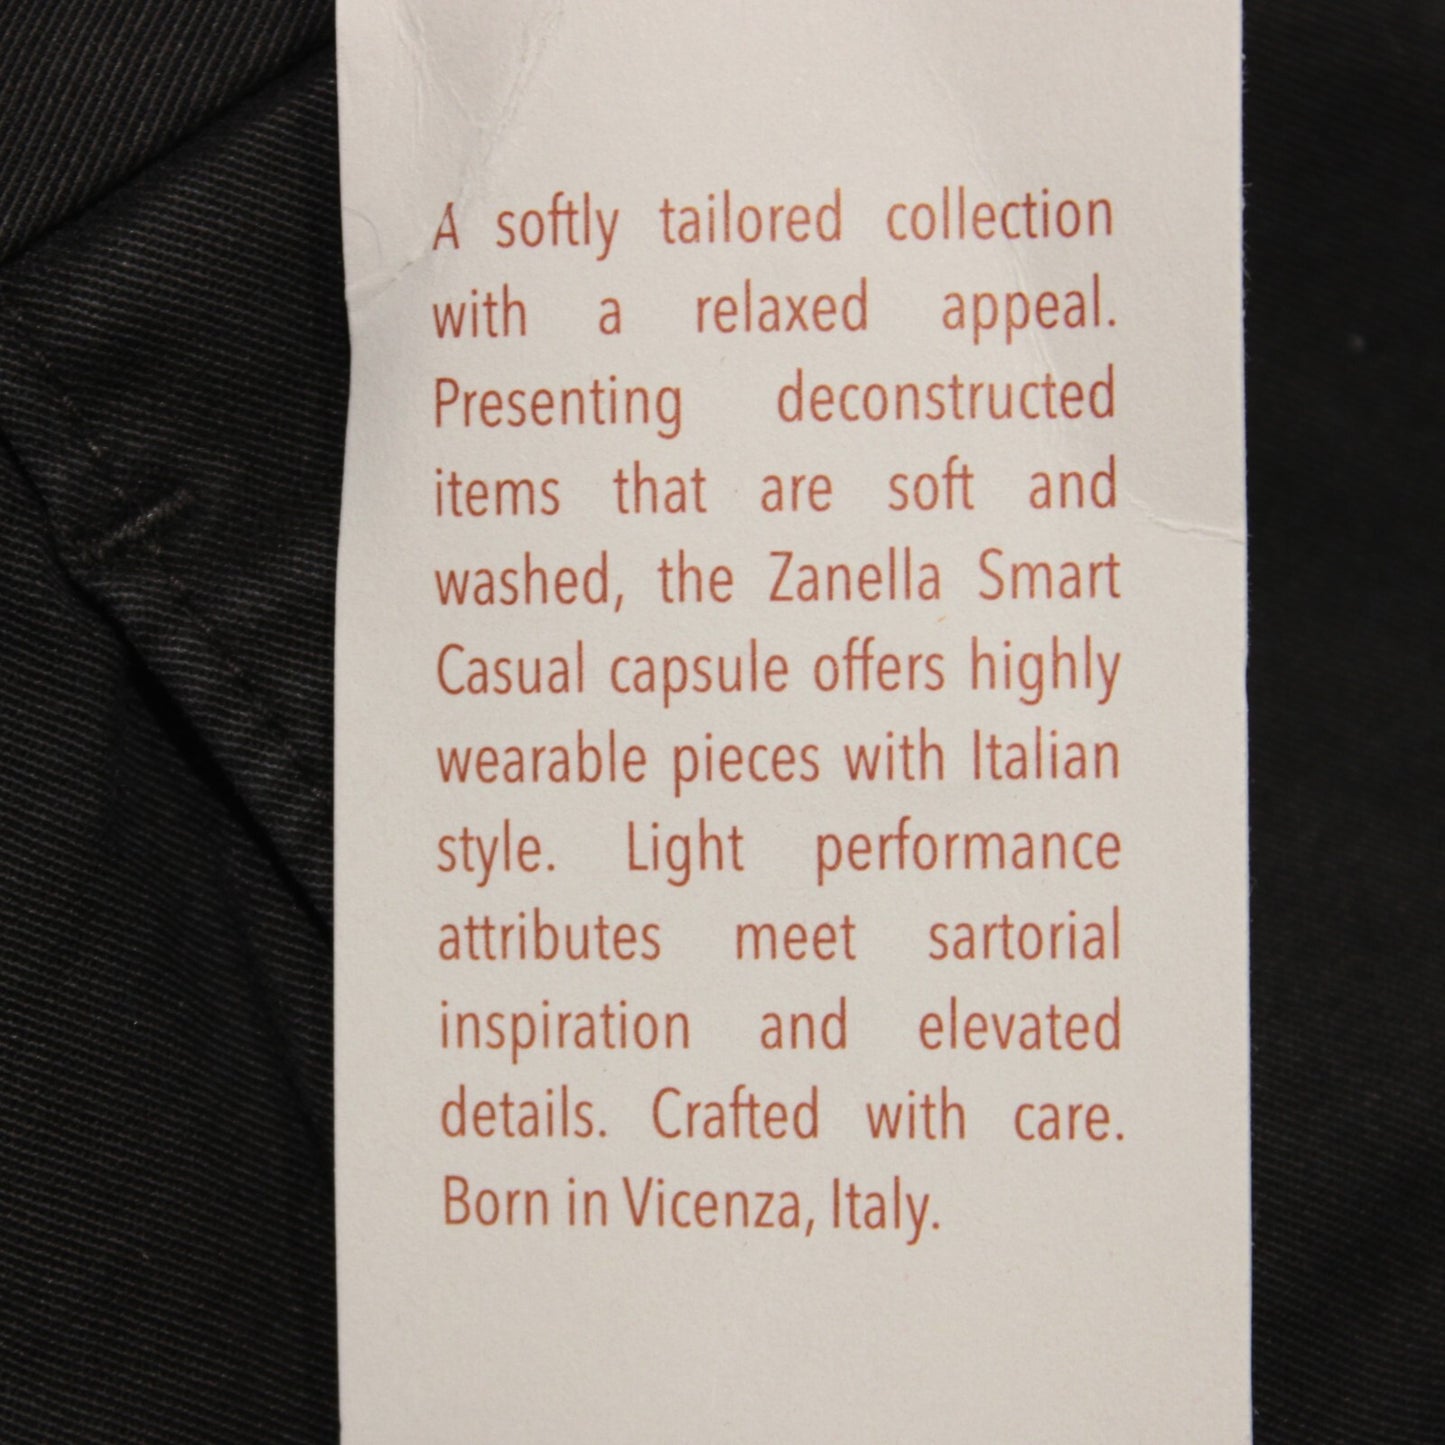 A softly tailored collection
with a relaxed appeal.
Presenting deconstructed
items that are soft and
washed, the Zanella Smart
Casual capsule offers highly
wearable pieces with Italian
style. Light performance
attributes meet sartorial
inspiration and elevated
details. Crafted with care.
Born in Vicenza, Italy.